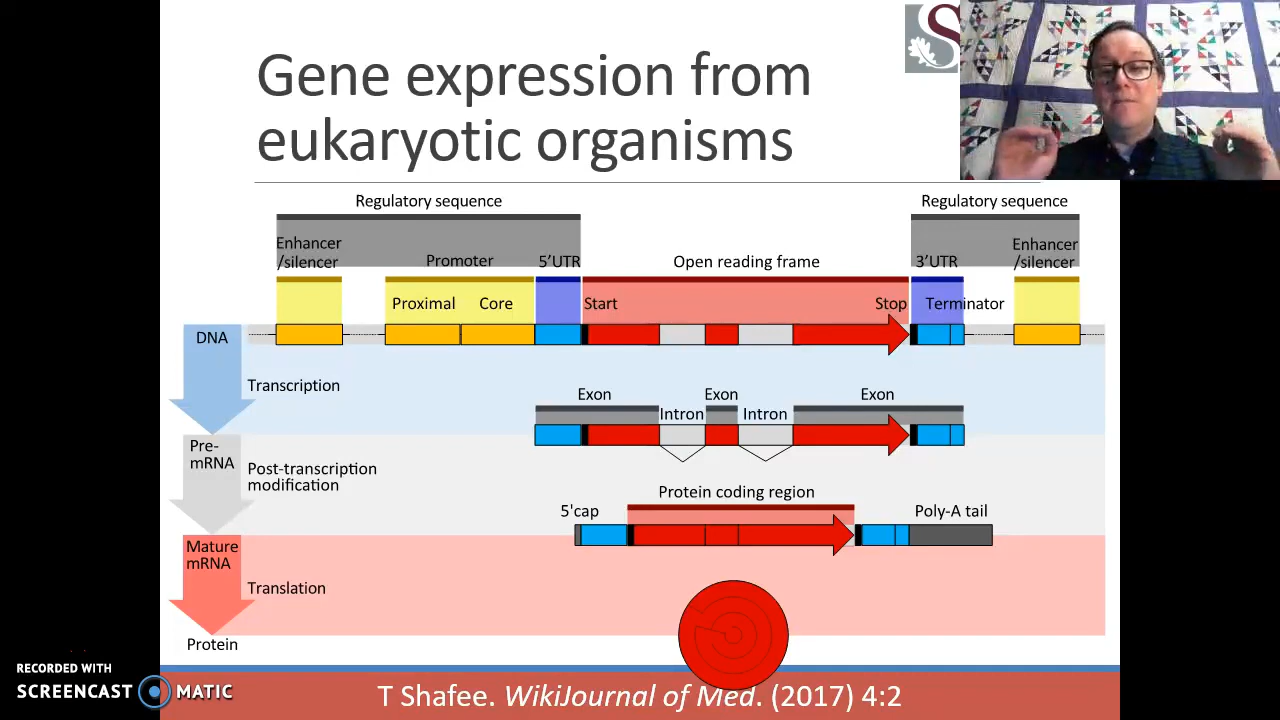 Gene expression from
eukaryotic organisms
S
Regulatory sequence
Regulatory sequence
Enhancer
/silencer
Promoter
5’UTR
Open reading frame
3’UTR
Enhancer
/silencer
Proximal
Core
Start
Stop
Terminator
DNA
Transcription
Exon
Exon
Exon
Intron
Intron
Pre-
mRNA
Post-transcription
modification
Protein coding region
5'cap
Poly-A tail
Mature
mRNA
Translation
Protein
RECORDED WITH
SCREENCAST MATIC
T Shafee. WikiJournal of Med. (2017) 4:2